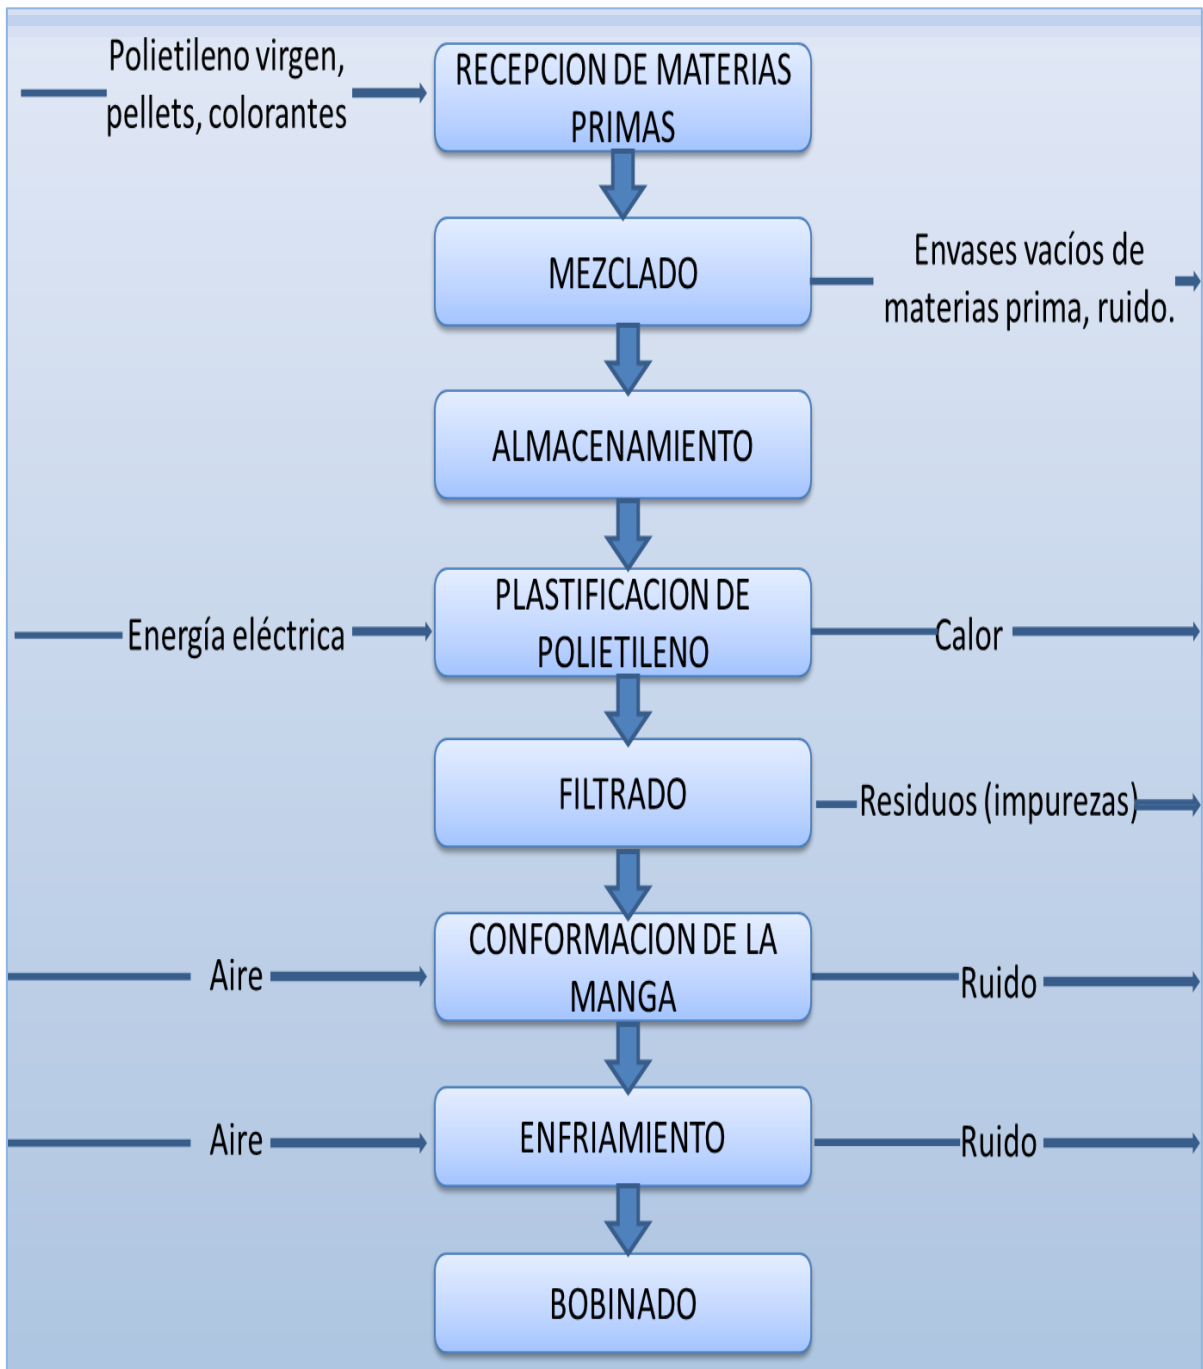 Polietileno virgen,
pellets, colorantes
RECEPCION DE MATERIAS
PRIMAS
MEZCLADO
Envases vacíos de
materias prima, ruido.
ALMACENAMIENTO
Energía eléctrica
PLASTIFICACION DE
POLIETILENO
Calor
FILTRADO
Residuos (impurezas)
Aire
CONFORMACION DE LA
MANGA
Ruido
Aire
ENFRIAMIENTO
Ruido
BOBINADO